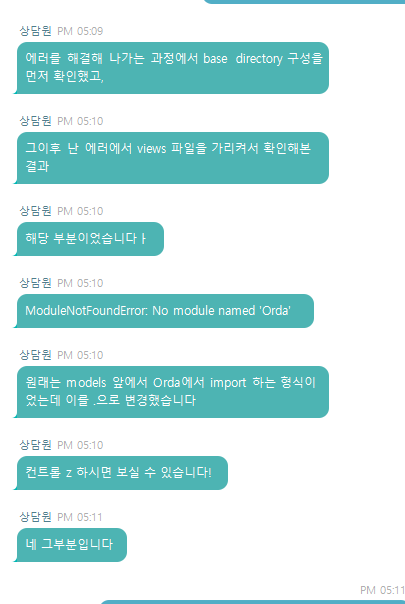 상담원 PM 05:09
에러를 해결해 나가는 과정에서 base directory 구성을
먼저 확인했고,
상담원 PM 05:10
그이후 난 에러에서 views 파일을 가리켜서 확인해본
결과
상담원 PM 05:10
해당 부분이었습니다ㅏ
상담원 PM 05:10
ModuleNotFoundError: No module named 'Orda'
상담원 PM 05:10
원래는 models 앞에서 Orda에서 import 하는 형식이
었는데 이를 .으로 변경했습니다
상담원 PM 05:10
컨트롤 z 하시면 보실 수 있습니다!
상담원 PM 05:11
네 그부분입니다
PM 05:11